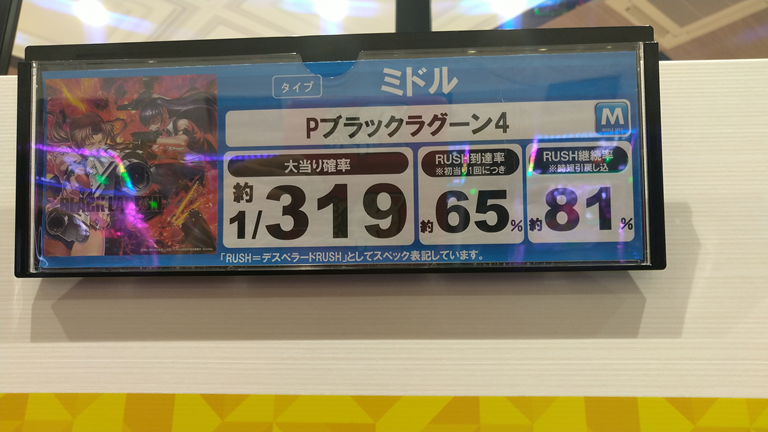 タイプ
ミドル
Pブラックラグーン4
M
大当り確率
約1/319
RUSH到達率
※初当り1回につき
約65%
RUSH継続率
※時短引戻し込
約81%
「RUSH=デスペラードRUSH」としてスペック表記しています。